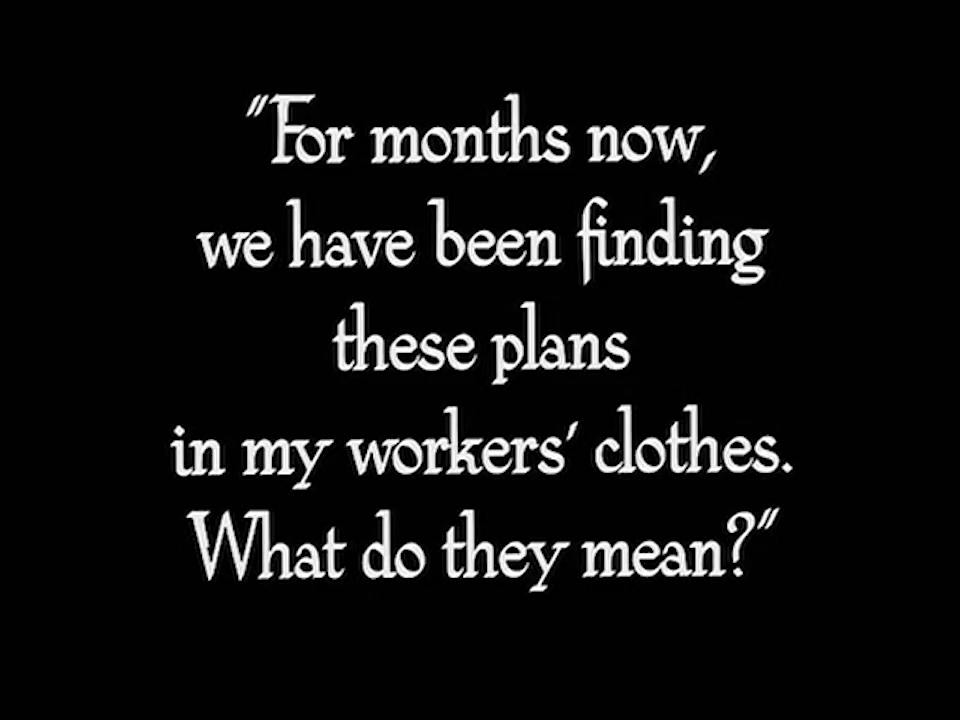 "For months now,
we have been finding
these plans
in my workers' clothes.
What do they mean?"